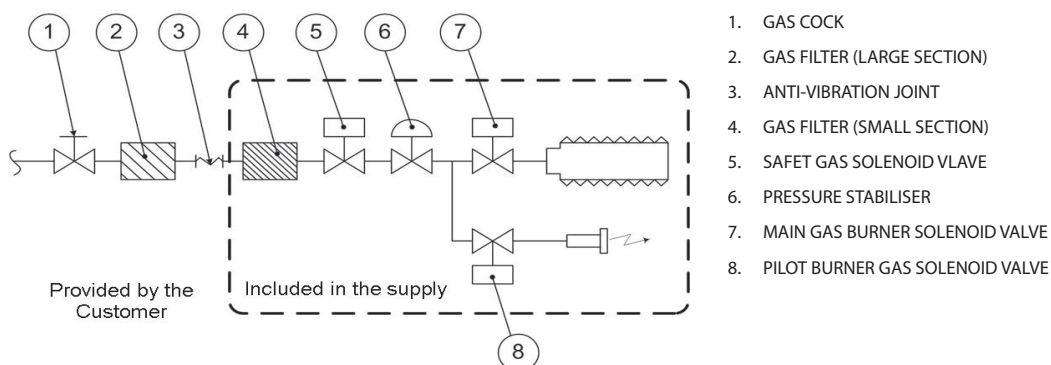 1
2
3
4
5
6
7
8
Provided by the
Customer
Included in the supply
1. GAS COCK
2. GAS FILTER (LARGE SECTION)
3. ANTI-VIBRATION JOINT
4. GAS FILTER (SMALL SECTION)
5. SAFET GAS SOLENOID VLAVE
6. PRESSURE STABILISER
7. MAIN GAS BURNER SOLENOID VALVE
8. PILOT BURNER GAS SOLENOID VALVE